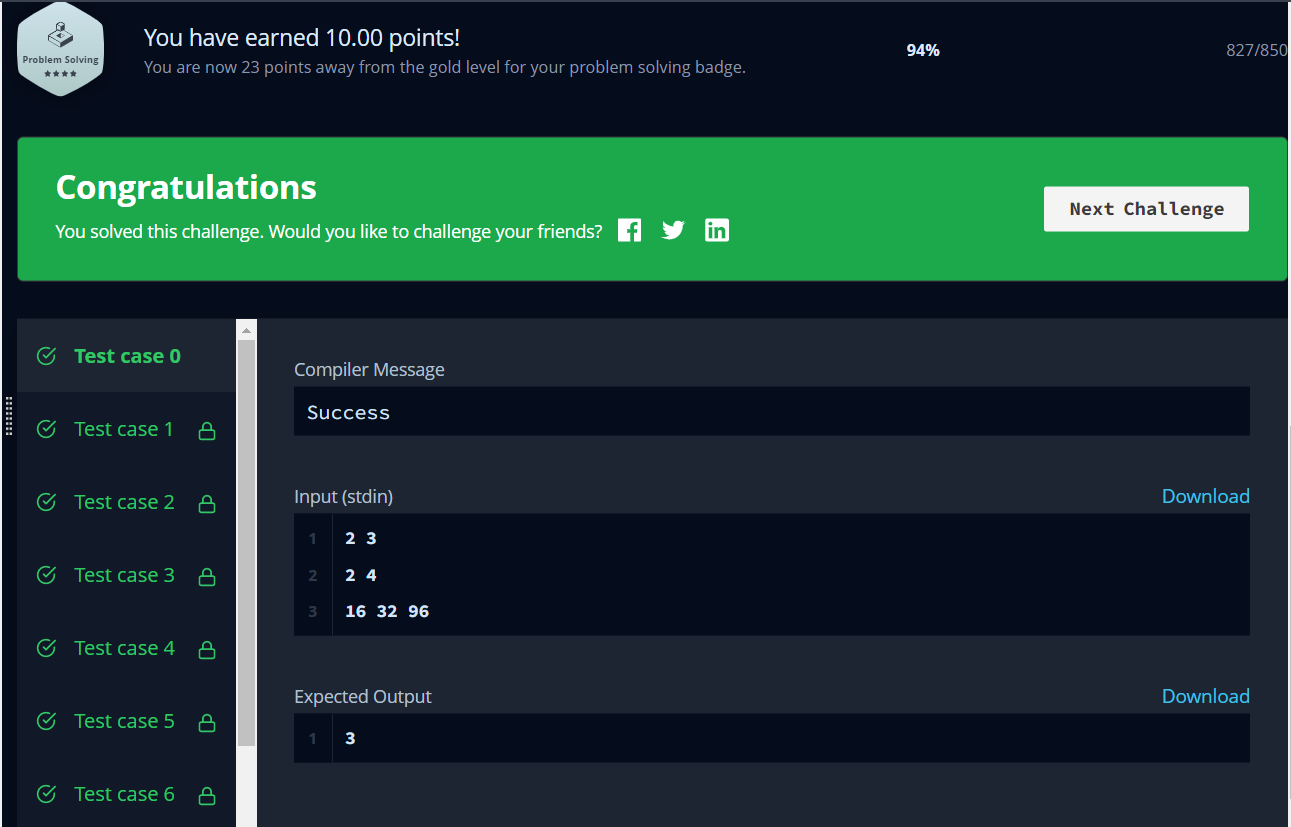 Problem Solving
You have earned 10.00 points!
You are now 23 points away from the gold level for your problem solving badge.
94%
827/850
Congratulations
You solved this challenge. Would you like to challenge your friends?
Next Challenge
Test case 0
Test case 1
Test case 2
Test case 3
Test case 4
Test case 5
Test case 6
Compiler Message
Success
Input (stdin)
Download
1 2 3
2 2 4
3 16 32 96
Expected Output
Download
1 3